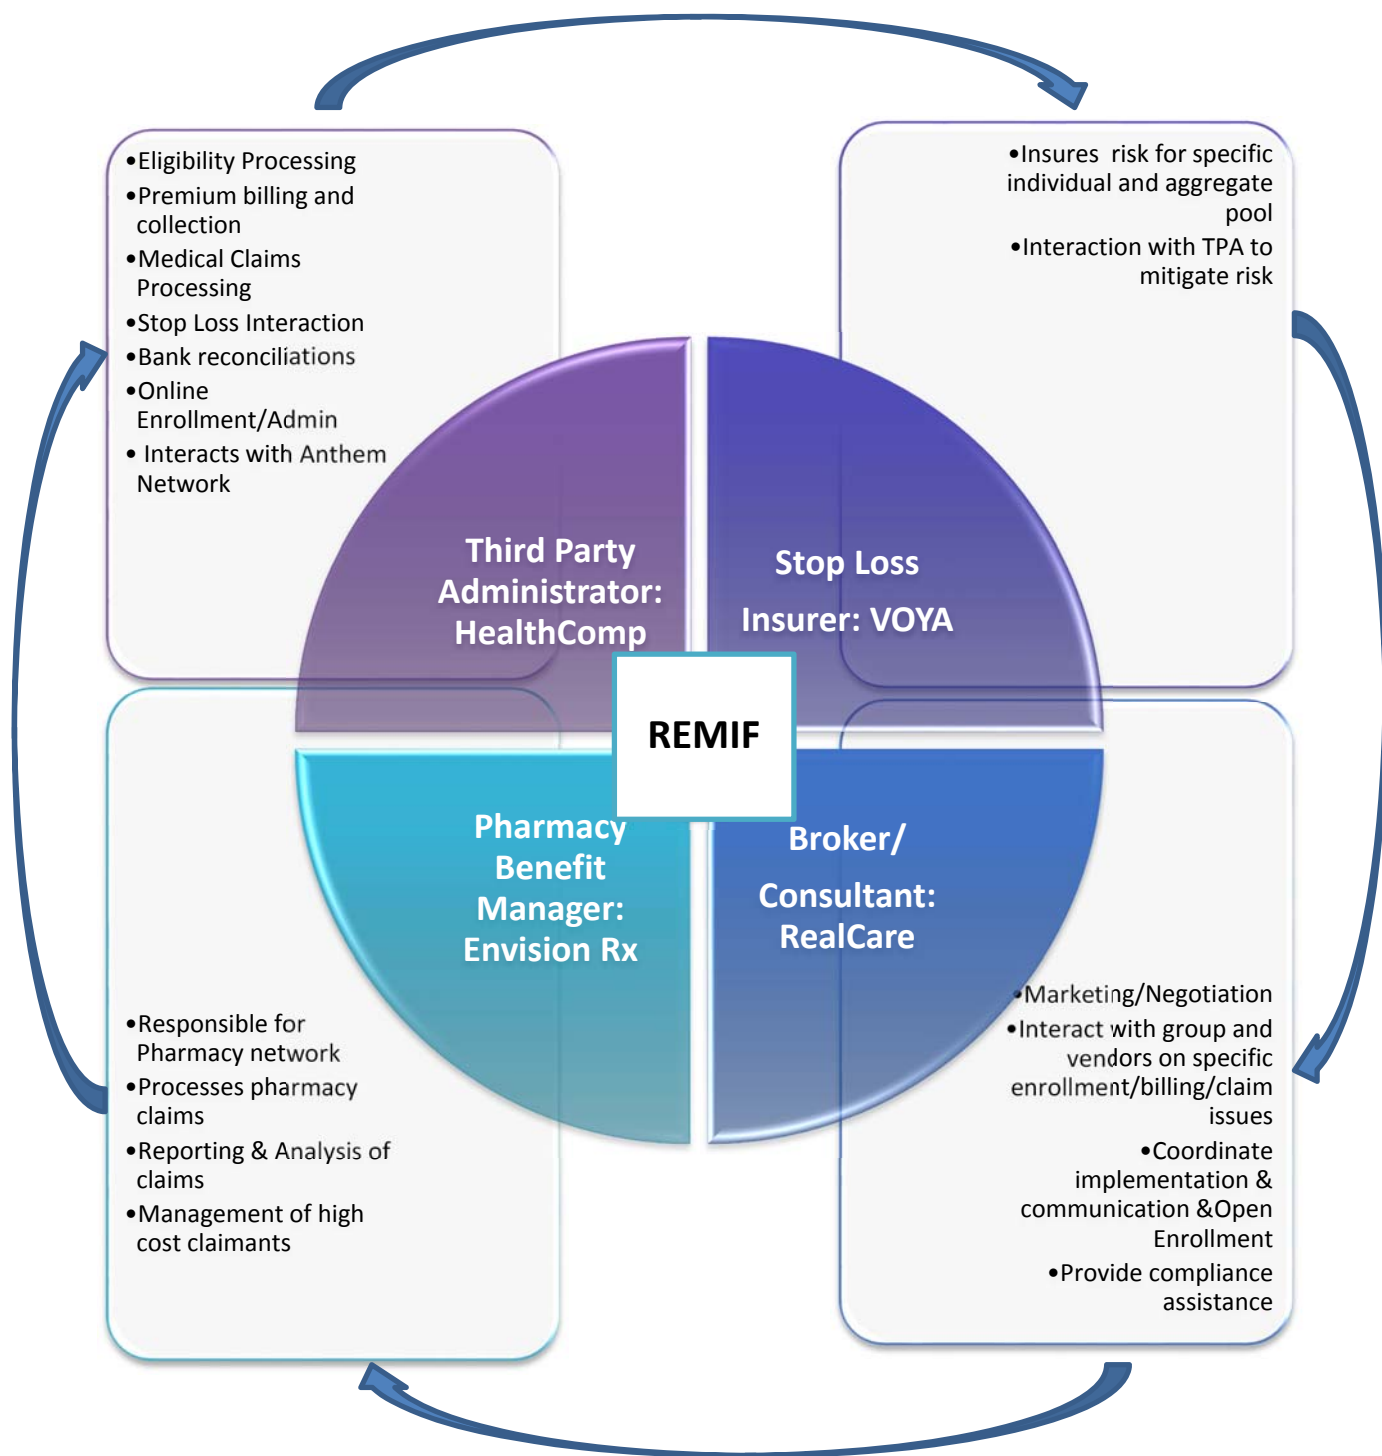 •Eligibility Processing
•Premium billing and
collection
•Medical Claims
Processing
•Stop Loss Interaction
•Bank reconciliations
•Online
Enrollment/Admin
• Interacts with Anthem
Network
•Insures  risk for specific
individual and aggregate
pool
•Interaction with TPA to
mitigate risk
Third Party
Administrator:
HealthComp
Stop Loss
Insurer: VOYA
REMIF
Pharmacy
Benefit
Manager:
Envision Rx
Broker/
Consultant:
RealCare
•Responsible for
Pharmacy network
•Processes pharmacy
claims
•Reporting & Analysis of
claims
•Management of high
cost claimants
•Marketing/Negotiation
•Interact with group and
vendors on specific
enrollment/billing/claim
issues
•Coordinate
implementation &
communication &Open
Enrollment
•Provide compliance
assistance